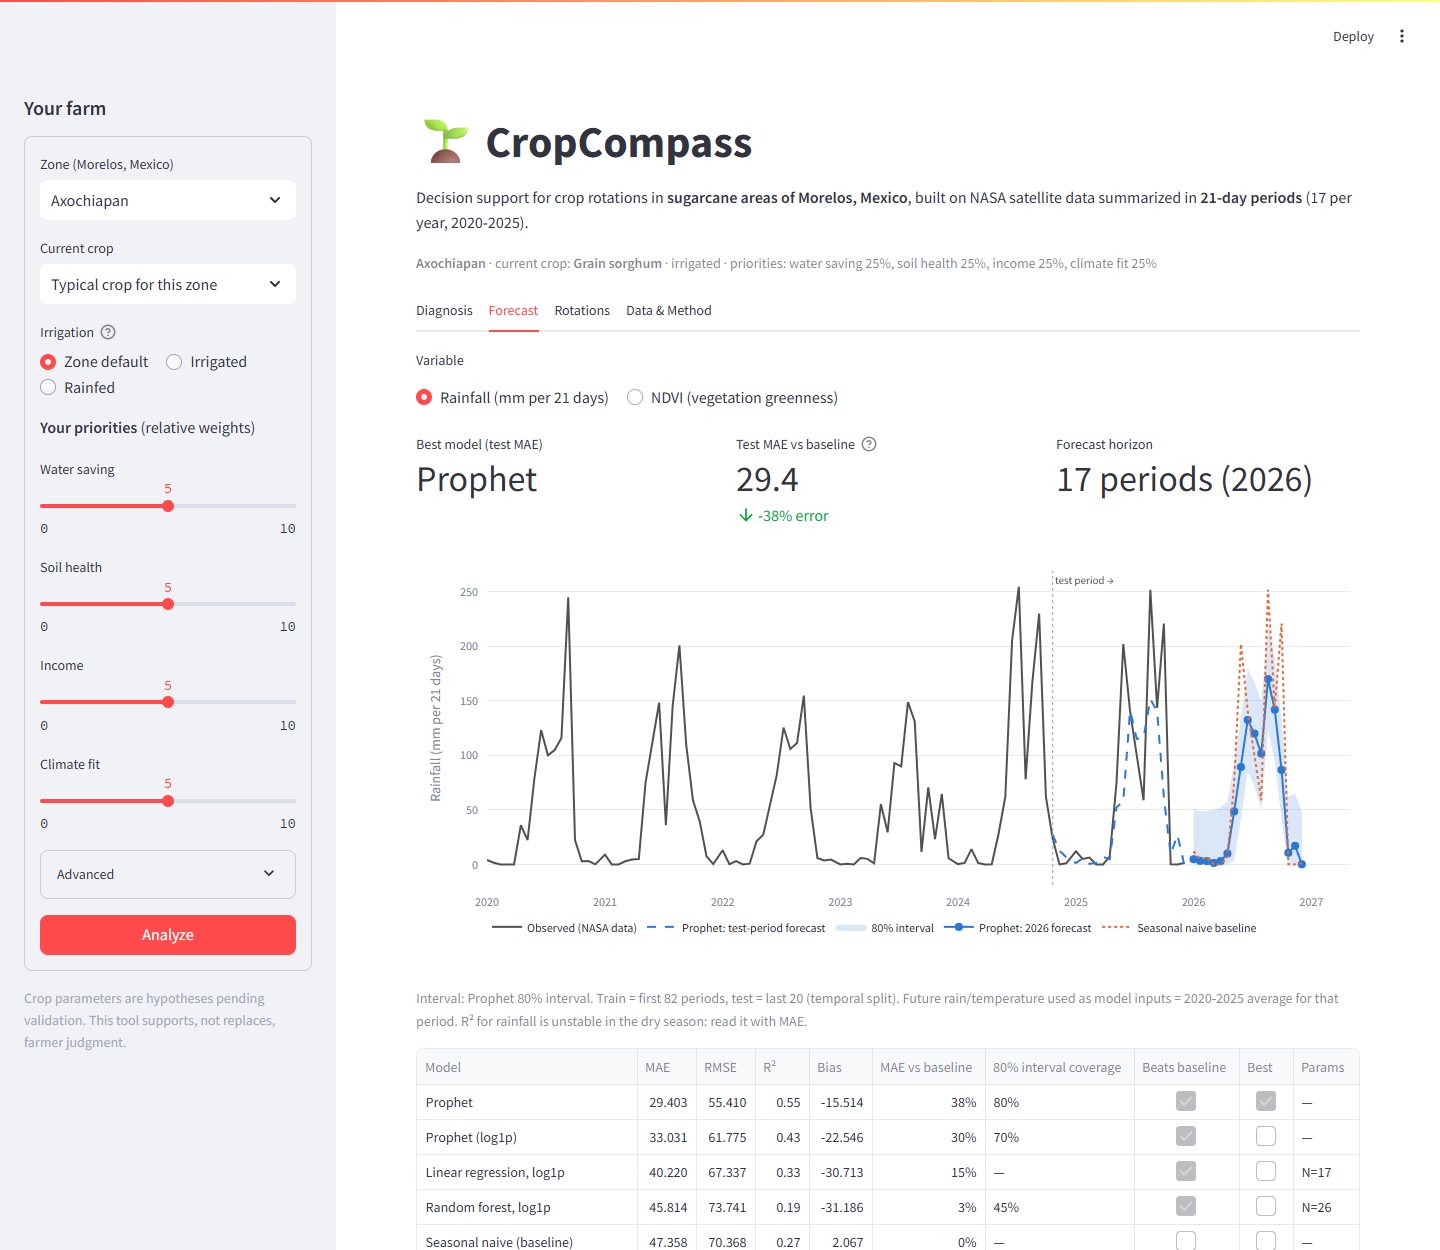 Deploy
Your farm
Zone (Morelos, Mexico)
Axochiapan
Current crop
Typical crop for this zone
Irrigation
Zone default
Irrigated
Rainfed
Your priorities (relative weights)
Water saving
5
0 10
Soil health
5
0 10
Income
5
0 10
Climate fit
5
0 10
Advanced
Analyze
Crop parameters are hypotheses pending
validation. This tool supports, not replaces,
farmer judgment.
CropCompass
Decision support for crop rotations in sugarcane areas of Morelos, Mexico, built on NASA satellite data summarized in 21-day periods (17 per
year, 2020-2025).
Axochiapan · current crop: Grain sorghum · irrigated · priorities: water saving 25%, soil health 25%, income 25%, climate fit 25%
Diagnosis Forecast Rotations Data & Method
Variable
Rainfall (mm per 21 days) NDVI (vegetation greenness)
Best model (test MAE) Test MAE vs baseline Forecast horizon
Prophet 29.4 17 periods (2026)
-38% error
test period →
250
200
150
100
50
0
Rainfall (mm per 21 days)
2020 2021 2022 2023 2024 2025 2026 2027
Observed (NASA data) Prophet: test-period forecast 80% interval Prophet: 2026 forecast Seasonal naive baseline
Interval: Prophet 80% interval. Train = first 82 periods, test = last 20 (temporal split). Future rain/temperature used as model inputs = 2020-2025 average for that
period. R² for rainfall is unstable in the dry season: read it with MAE.
Model MAE RMSE R² Bias MAE vs baseline 80% interval coverage Beats baseline Best Params
Prophet 29.403 55.410 0.55 -15.514 38% 80% —
Prophet (log1p) 33.031 61.775 0.43 -22.546 30% 70% —
Linear regression, log1p 40.220 67.337 0.33 -30.713 15% — N=17
Random forest, log1p 45.814 73.741 0.19 -31.186 3% 45% N=26
Seasonal naive (baseline) 47.358 70.368 0.27 2.067 0% — —